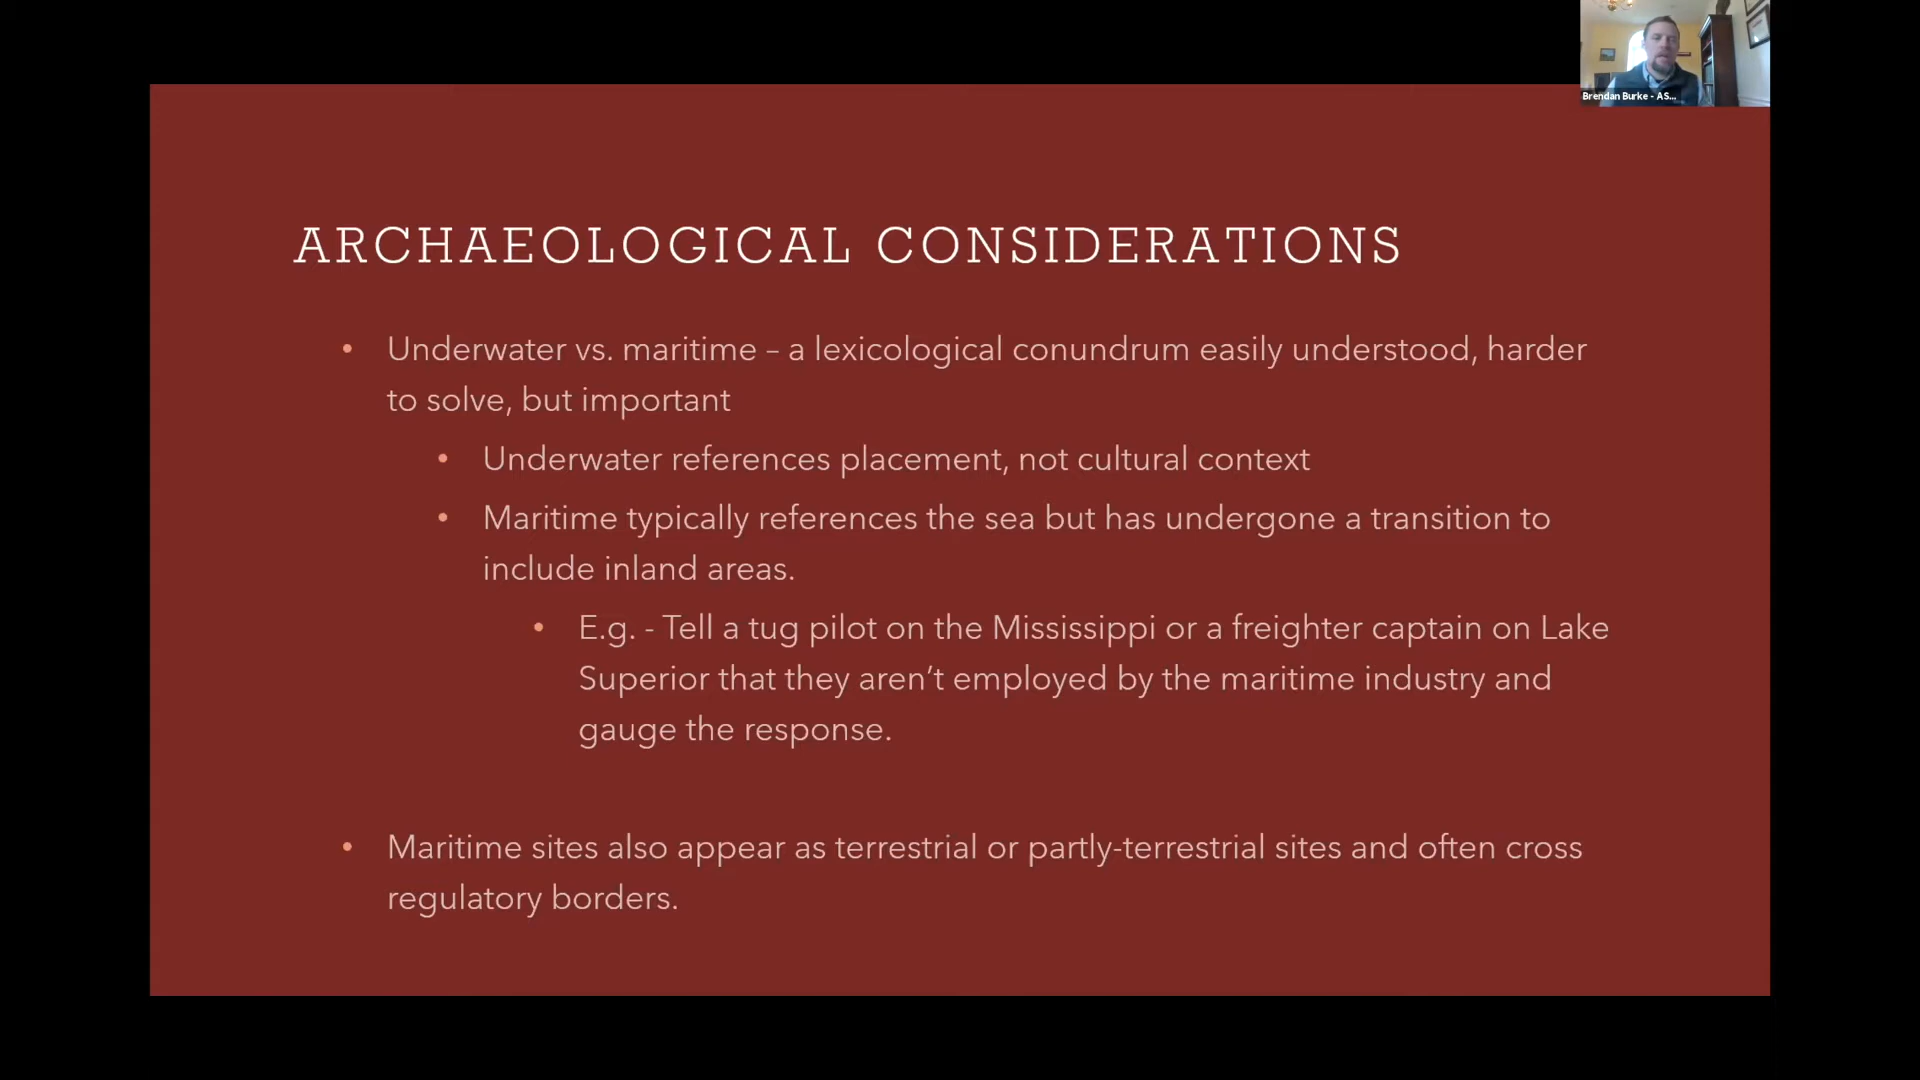 Brendan Burke - AS...
ARCHAEOLOGICAL CONSIDERATIONS
• Underwater vs. maritime – a lexicological conundrum easily understood, harder
to solve, but important
• Underwater references placement, not cultural context
• Maritime typically references the sea but has undergone a transition to
include inland areas.
• E.g. - Tell a tug pilot on the Mississippi or a freighter captain on Lake
Superior that they aren’t employed by the maritime industry and
gauge the response.
• Maritime sites also appear as terrestrial or partly-terrestrial sites and often cross
regulatory borders.